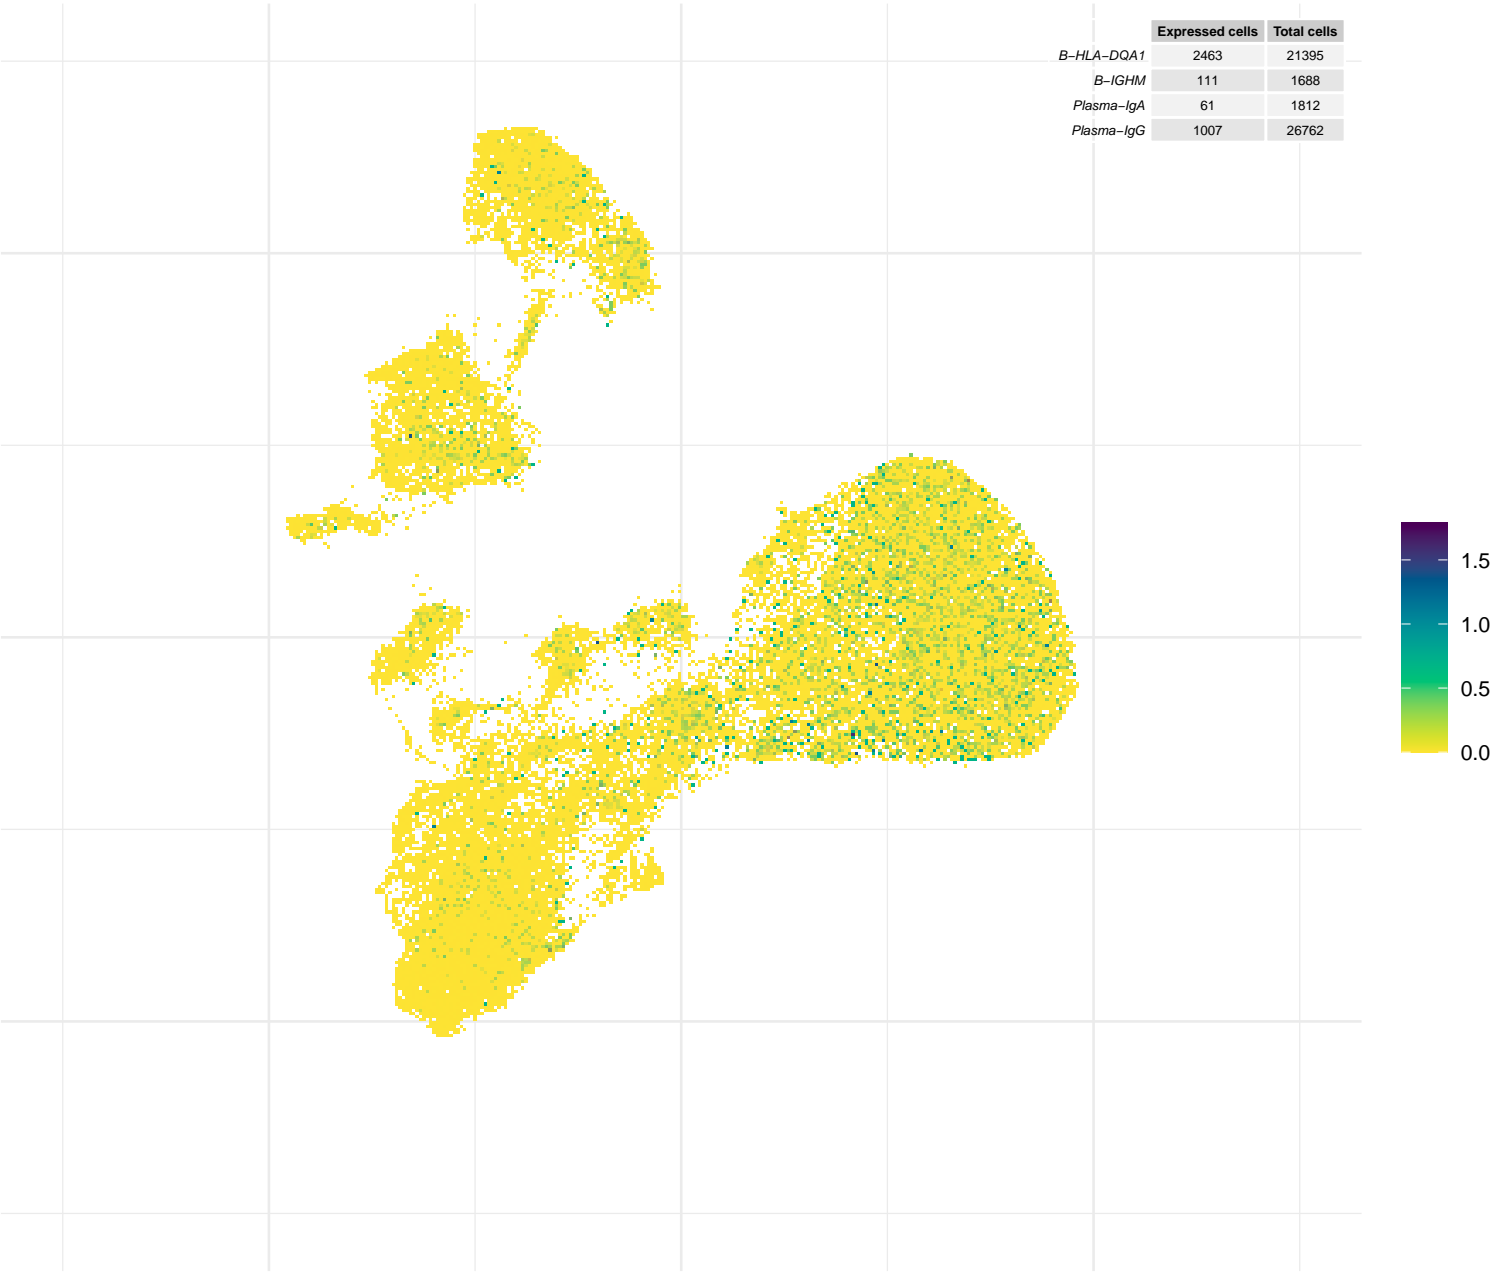 Expressed cells Total cells
B−HLA−DQA1 2463 21395
B−IGHM 111 1688
Plasma−IgA 61 1812
Plasma−IgG 1007 26762
1.5
1.0
0.5
0.0